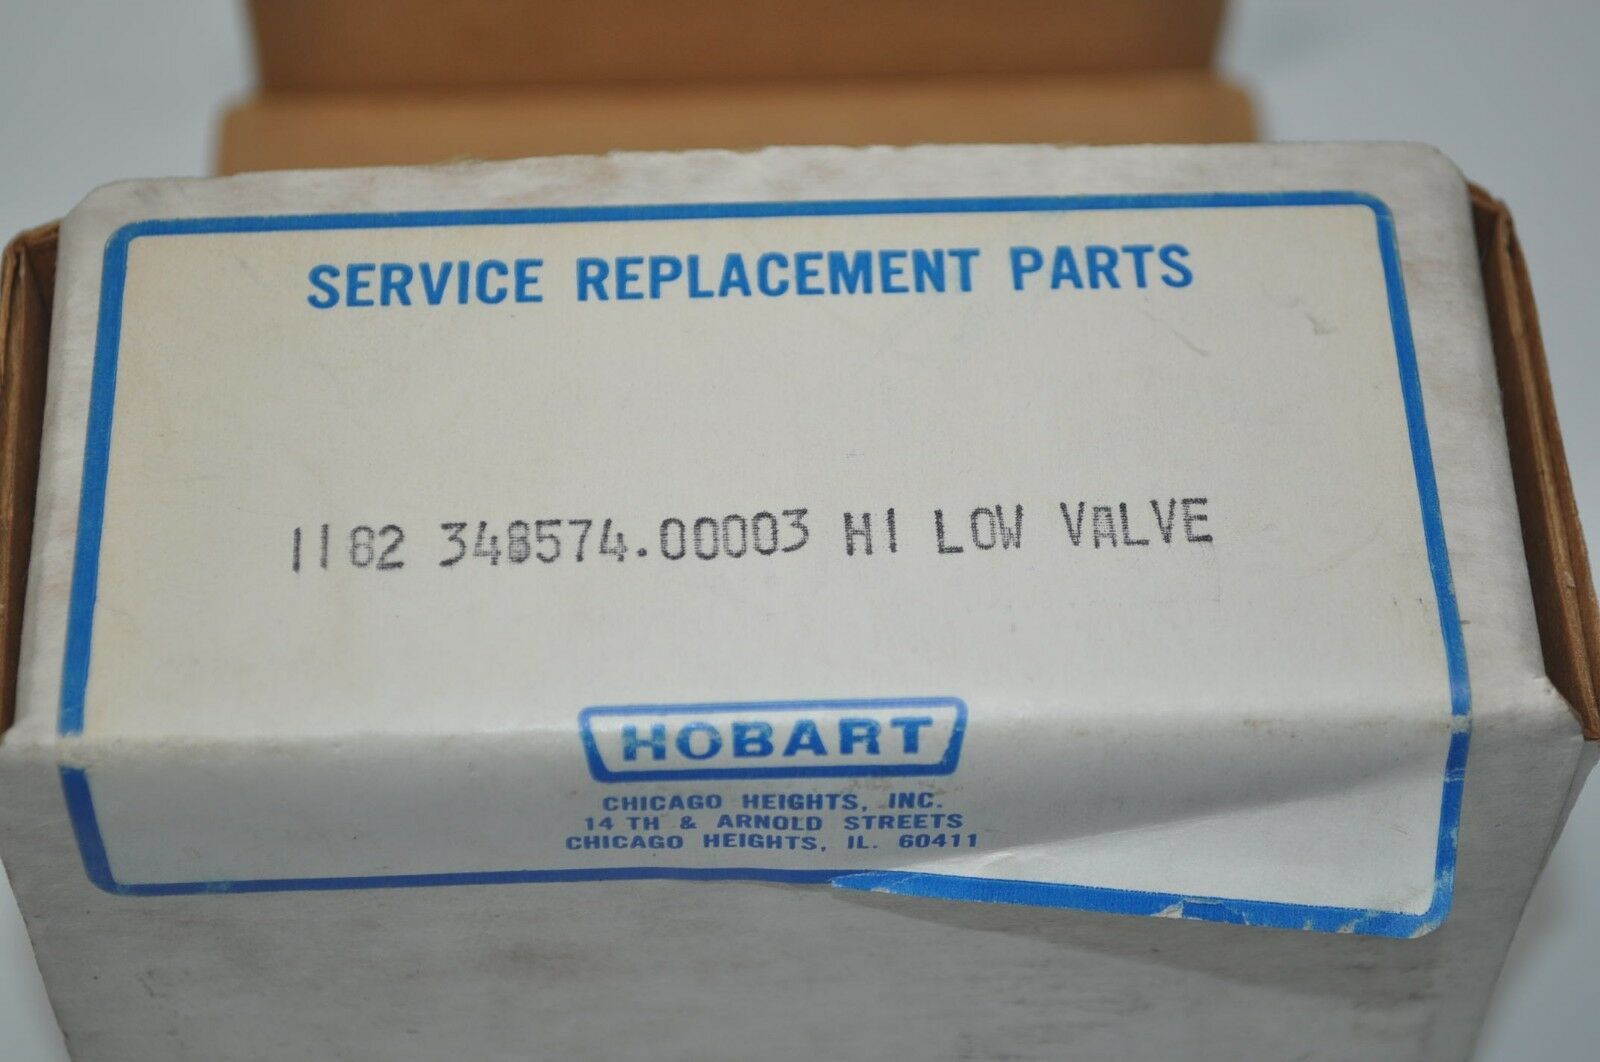 SERVICE REPLACEMENT PARTS
1182 348574.00003 HI LOW VALVE
HOBART
CHICAGO HEIGHTS, INC.
14 TH & ARNOLD STREETS
CHICAGO HEIGHTS, IL. 60411